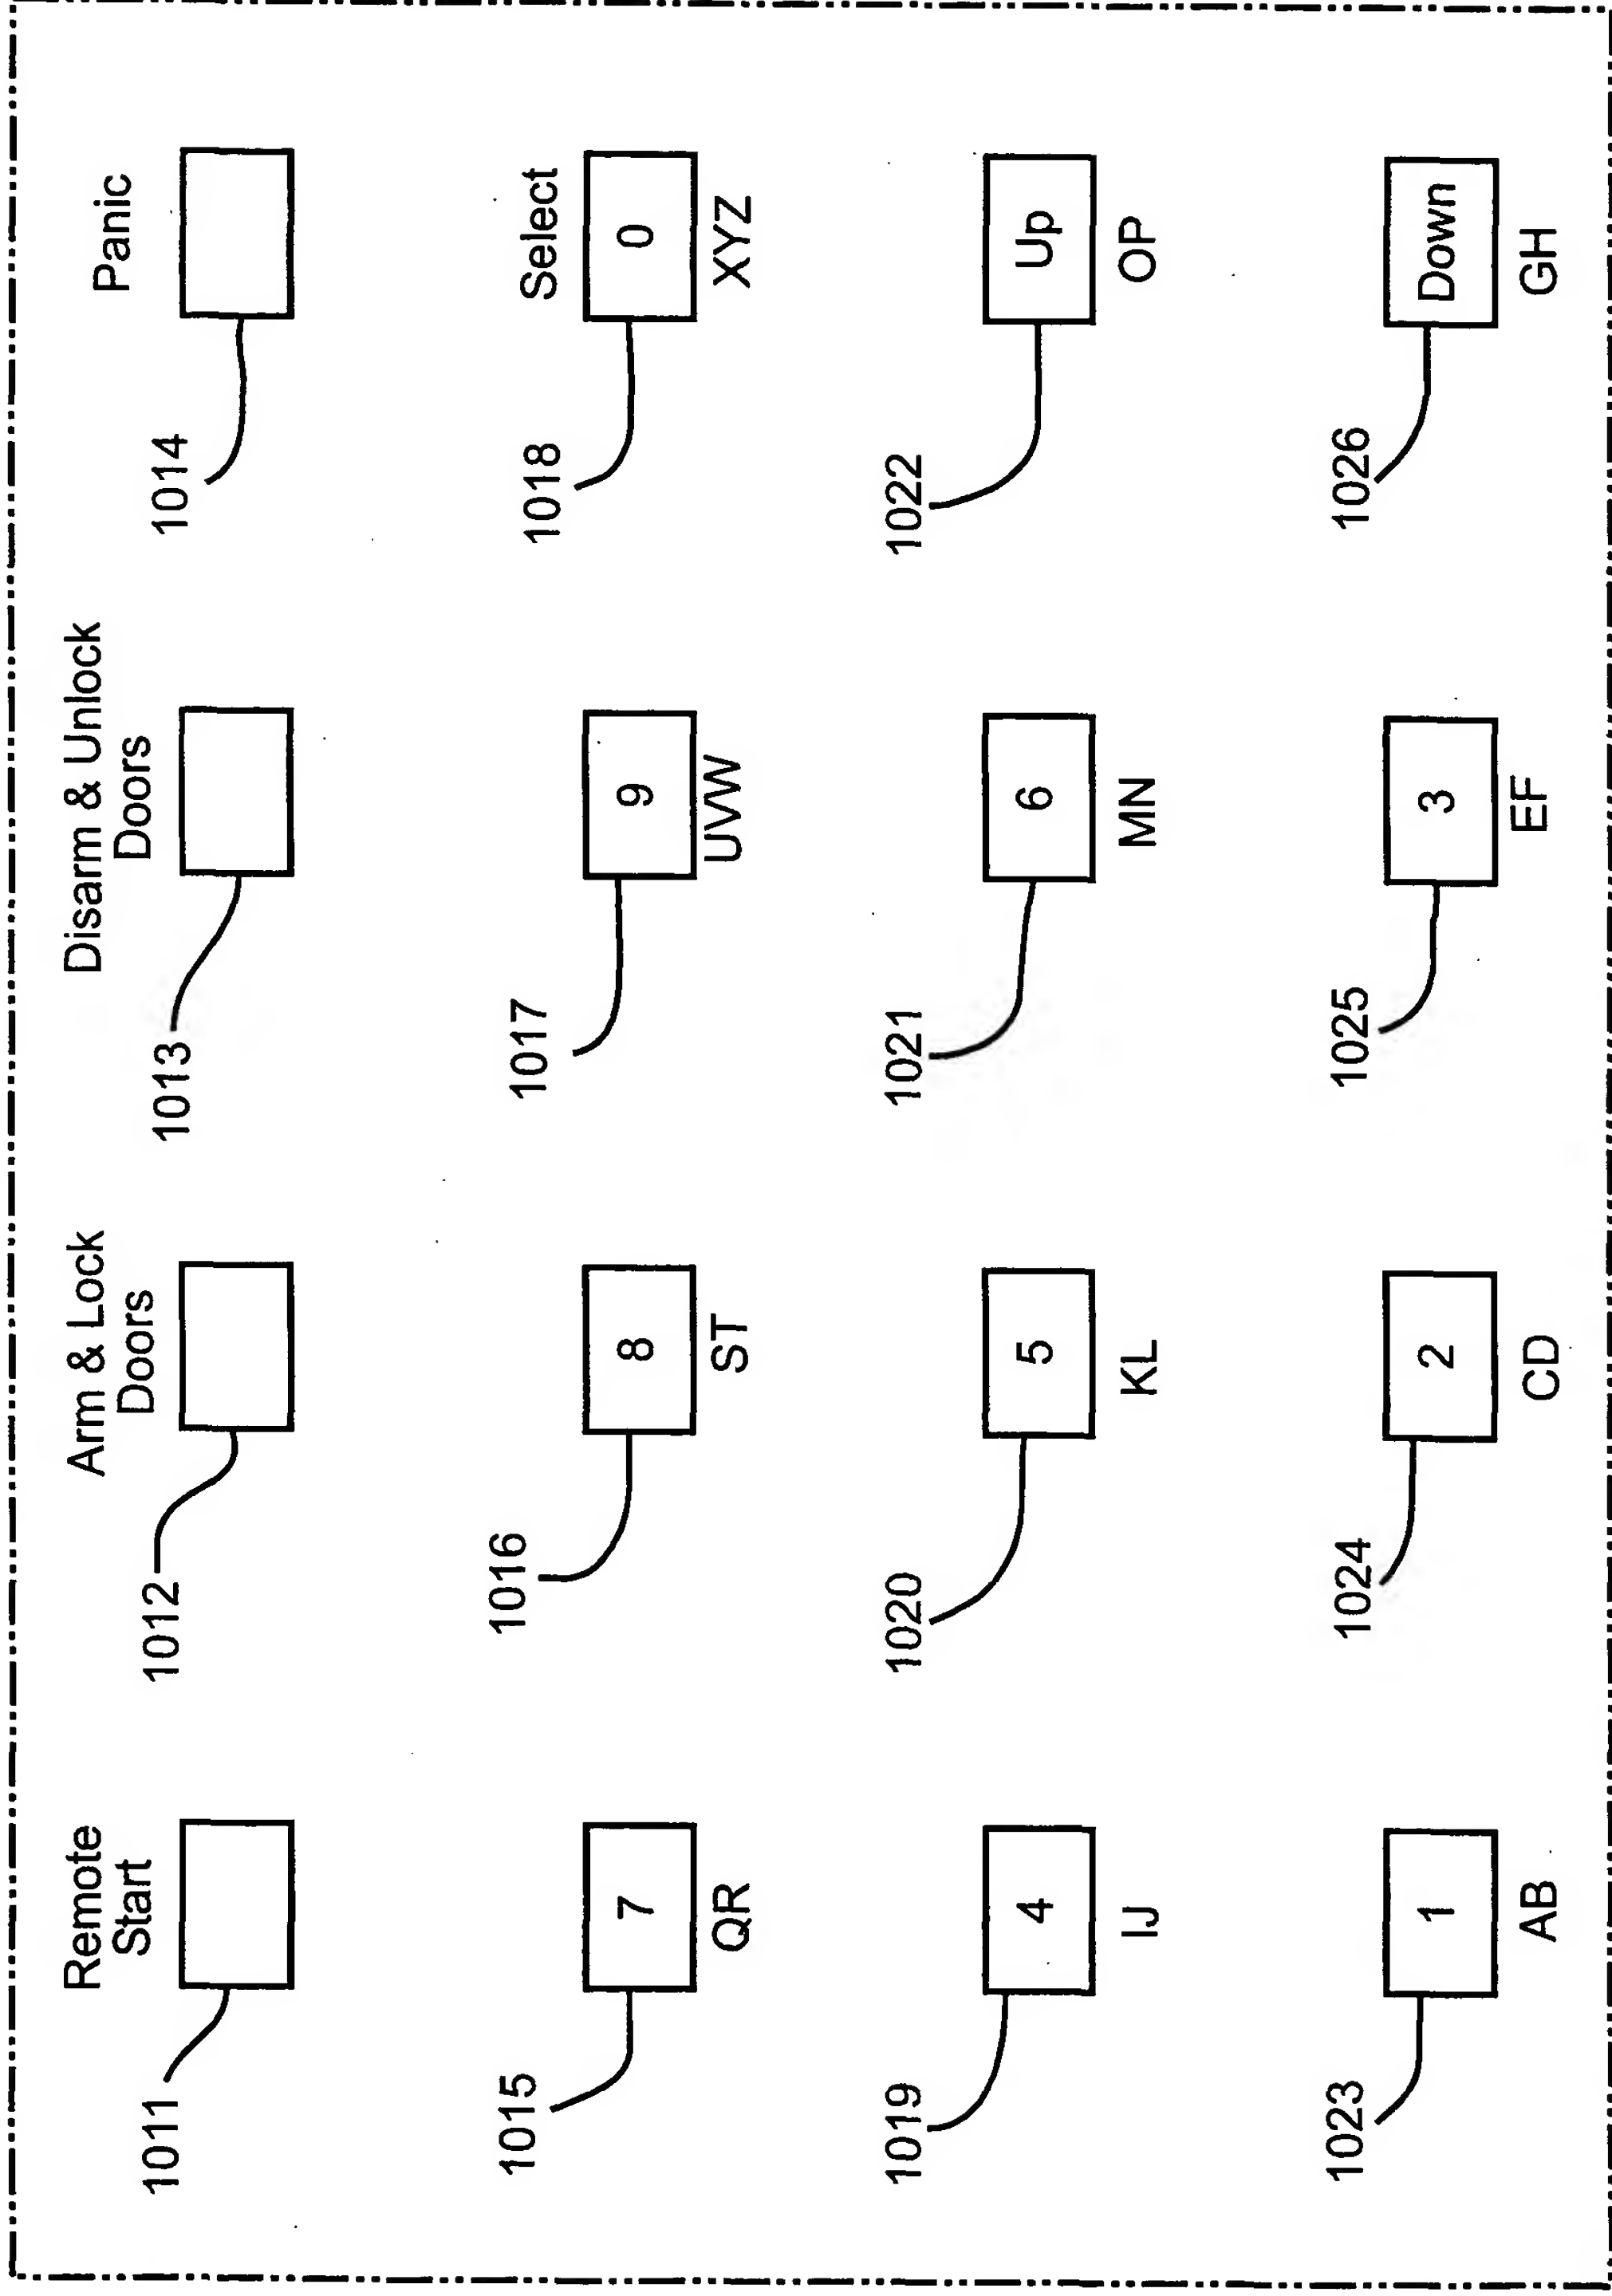 Remote
Start
Arm & Lock
Doors
Disarm & Unlock
Doors
Panic
1011
1012
1013
1014
Select
7
8
9
0
QR
ST
UVW
XYZ
1015
1016
1017
1018
4
5
6
Up
IJ
KL
MN
OP
1019
1020
1021
1022
1
2
3
Down
AB
CD
EF
GH
1023
1024
1025
1026